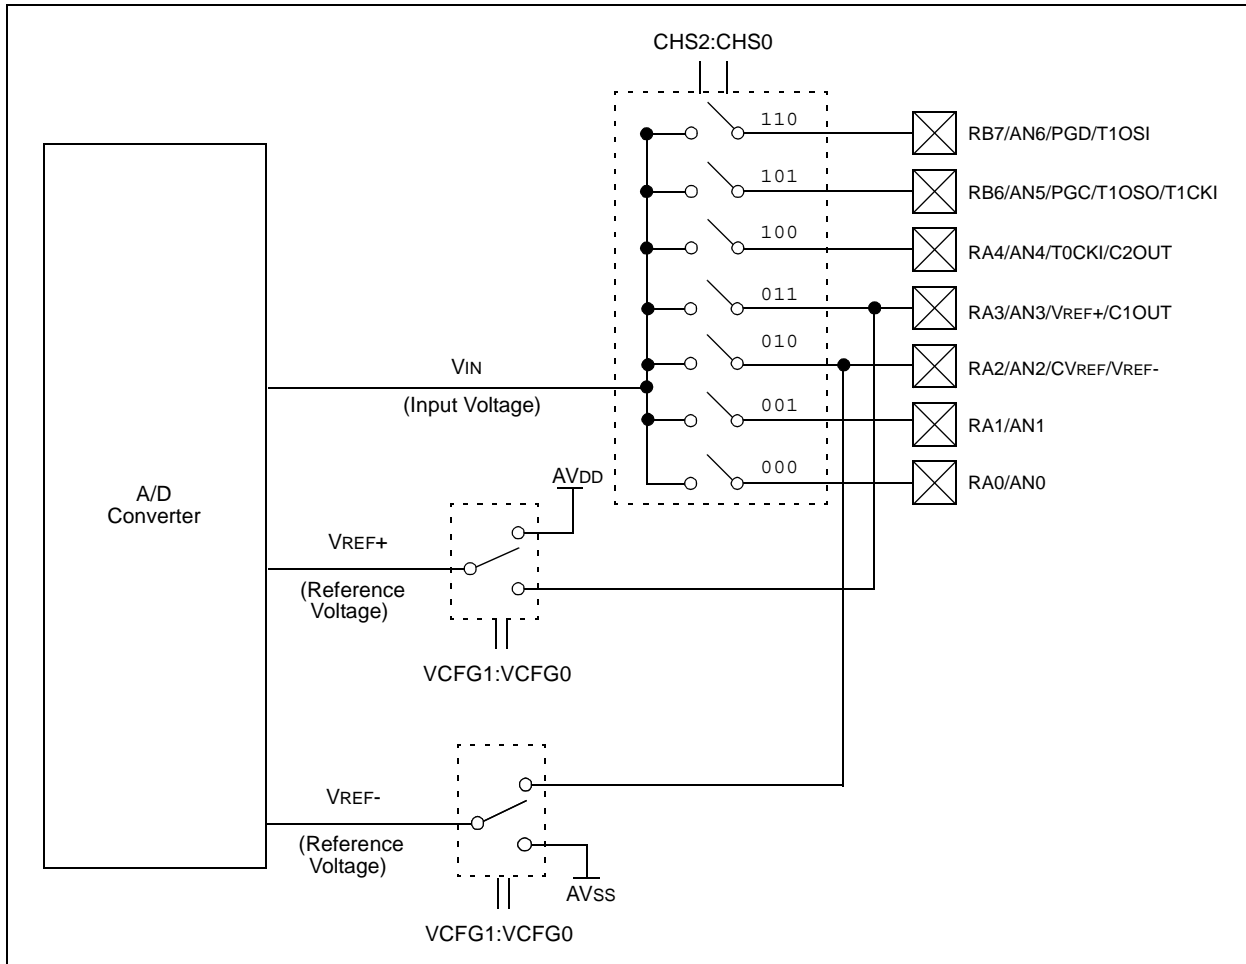 CHS2:CHS0
110
RB7/AN6/PGD/T1OSI
101
RB6/AN5/PGC/T1OSO/T1CKI
100
RA4/AN4/T0CKI/C2OUT
011
RA3/AN3/VREF+/C1OUT
010
RA2/AN2/CVREF/VREF-
VIN
(Input Voltage)
001
RA1/AN1
000
RA0/AN0
A/D
Converter
AVDD
VREF+
(Reference
Voltage)
VCFG1:VCFG0
VREF-
(Reference
Voltage)
AVSS
VCFG1:VCFG0